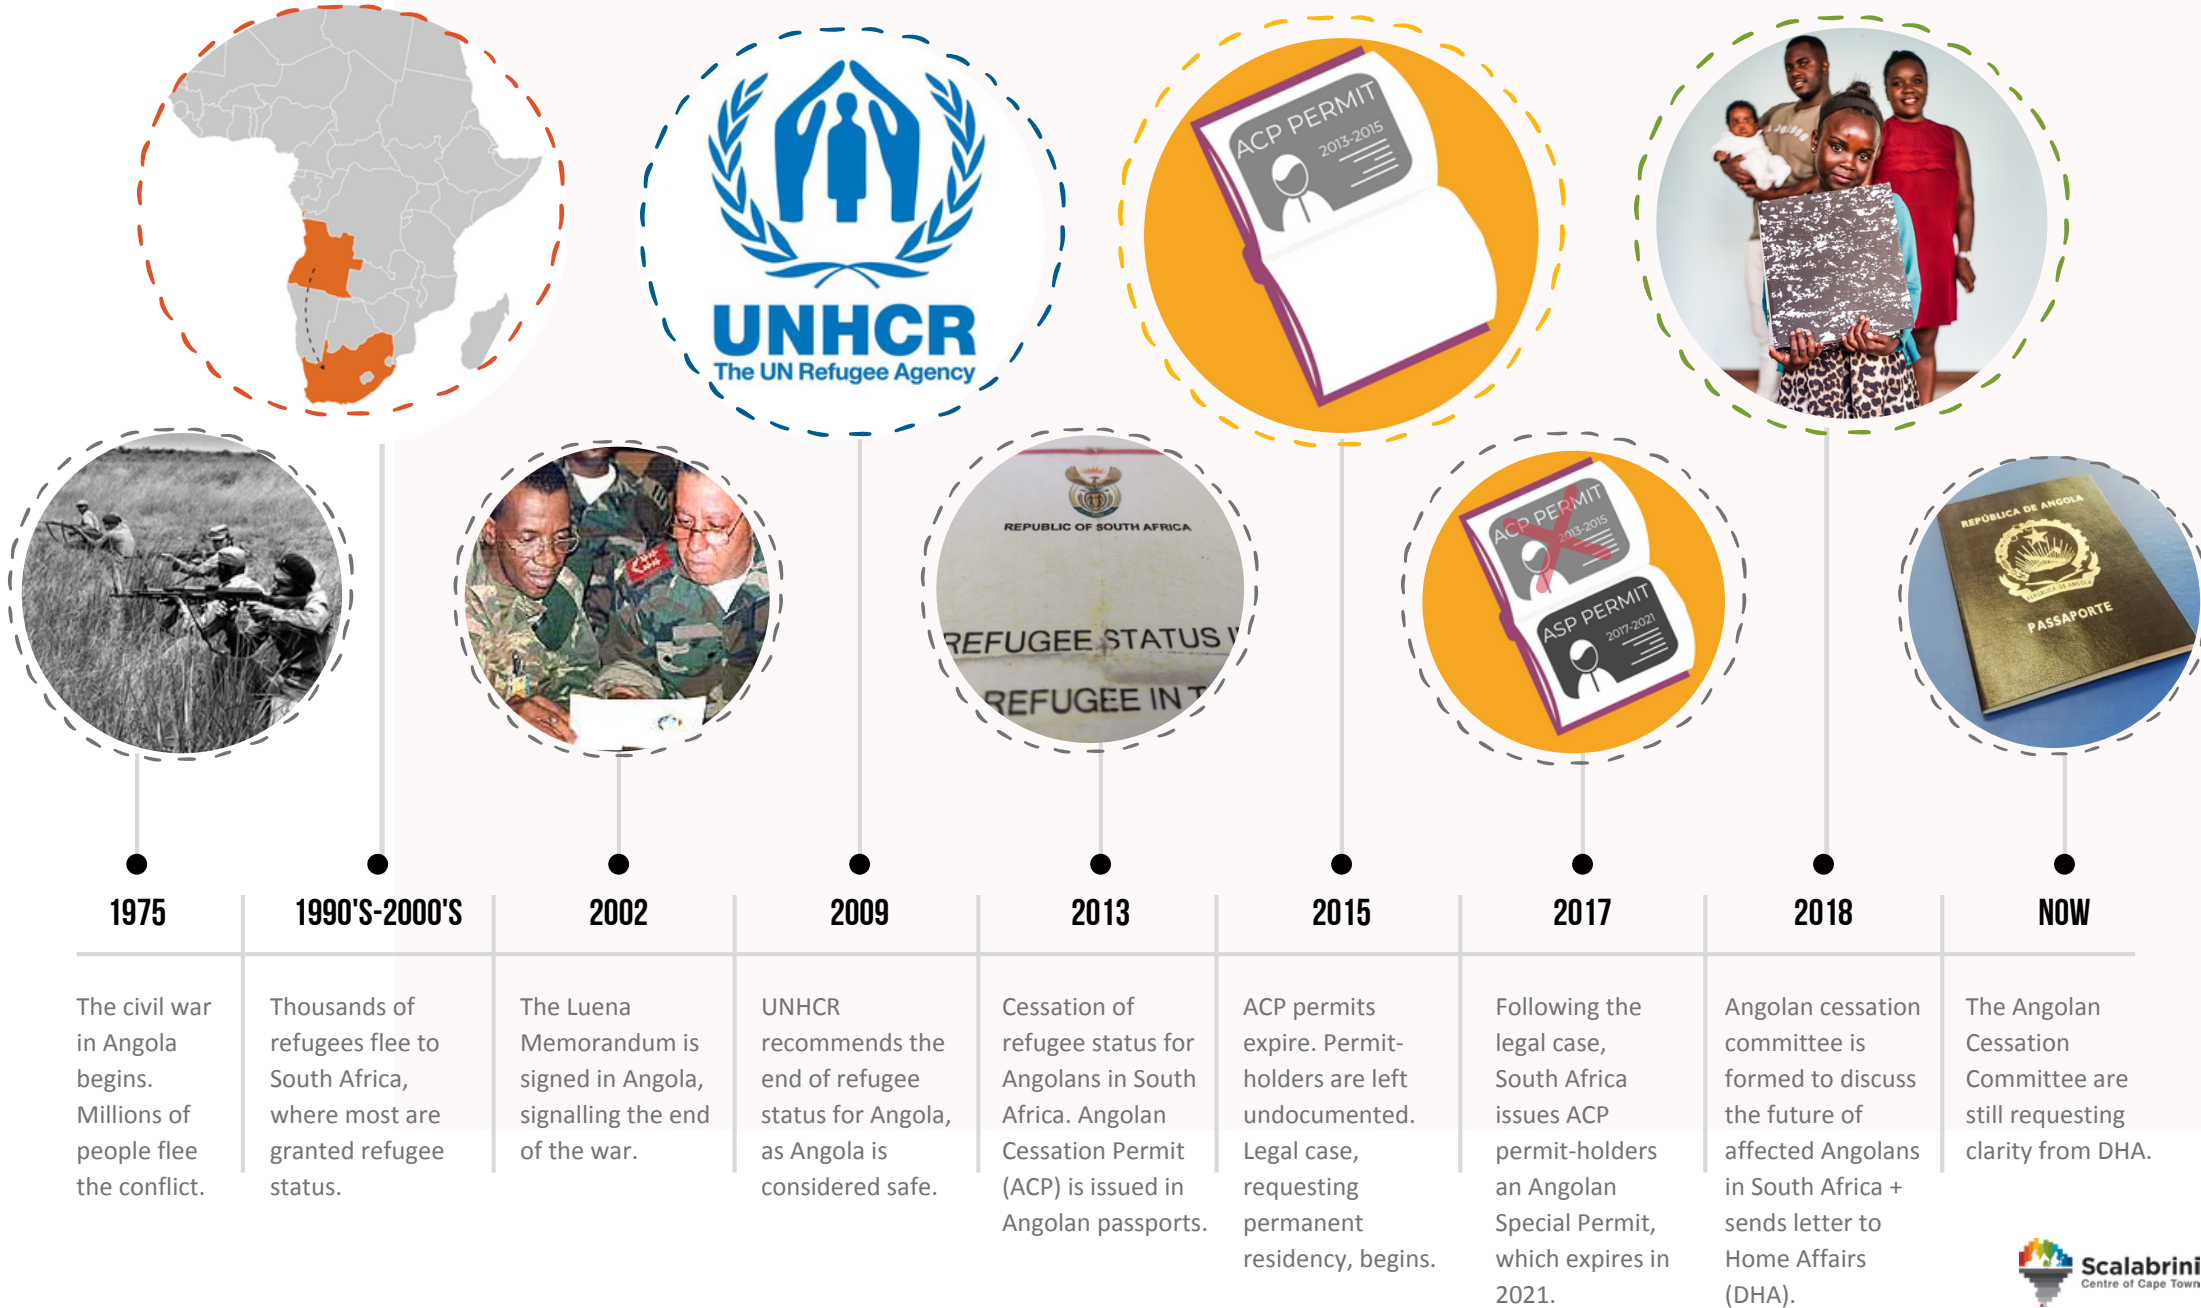 UNHCR
The UN Refugee Agency
ACP PERMIT
2013-2015
REPUBLIC OF SOUTH AFRICA
REFUGEE STATUS
REFUGEE IN
ACP PERMIT
2013-2015
ASP PERMIT
2017-2021
REPÚBLICA DE ANGOLA
REPÚBLICA DE ANGOLA
PASSAPORTE
1975
The civil war
in Angola
begins.
Millions of
people flee
the conflict.
1990'S-2000'S
Thousands of
refugees flee to
South Africa,
where most are
granted refugee
status.
2002
The Luena
Memorandum is
signed in Angola,
signalling the end
of the war.
2009
UNHCR
recommends the
end of refugee
status for Angola,
as Angola is
considered safe.
2013
Cessation of
refugee status for
Angolans in South
Africa. Angolan
Cessation Permit
(ACP) is issued in
Angolan passports.
2015
ACP permits
expire. Permit-
holders are left
undocumented.
Legal case,
requesting
permanent
residency, begins.
2017
Following the
legal case,
South Africa
issues ACP
permit-holders
an Angolan
Special Permit,
which expires in
2021.
2018
Angolan cessation
committee is
formed to discuss
the future of
affected Angolans
in South Africa +
sends letter to
Home Affairs
(DHA).
NOW
The Angolan
Cessation
Committee are
still requesting
clarity from DHA.
Scalabrini
Centre of Cape Town